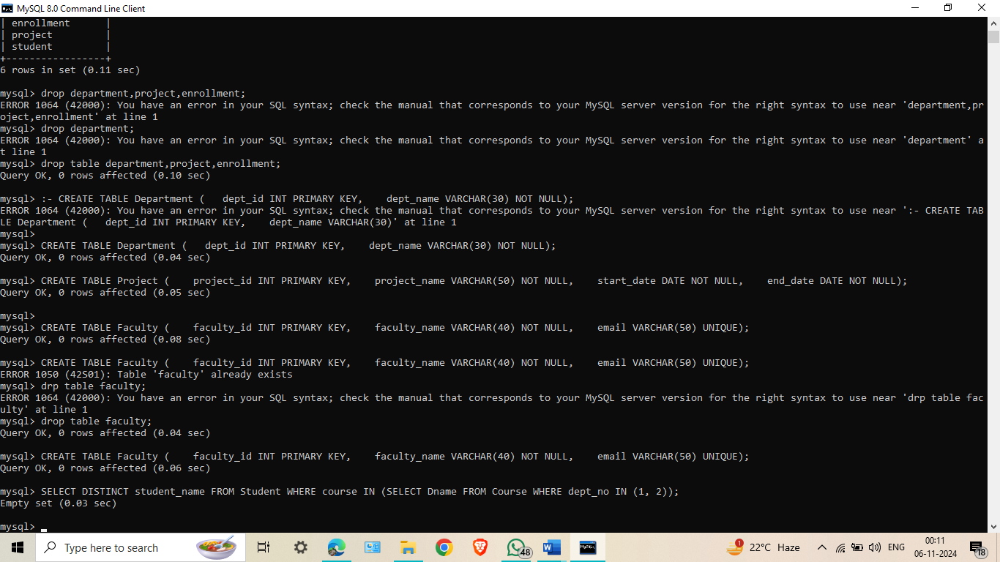 MySQL 8.0 Command Line Client
| enrollment      |
| project         |
| student         |
+-----------------+
6 rows in set (0.11 sec)
mysql> drop department,project,enrollment;
ERROR 1064 (42000): You have an error in your SQL syntax; check the manual that corresponds to your MySQL server version for the right syntax to use near 'department,pr
oject,enrollment' at line 1
mysql> drop department;
ERROR 1064 (42000): You have an error in your SQL syntax; check the manual that corresponds to your MySQL server version for the right syntax to use near 'department' a
t line 1
mysql> drop table department,project,enrollment;
Query OK, 0 rows affected (0.10 sec)
mysql> :- CREATE TABLE Department (   dept_id INT PRIMARY KEY,    dept_name VARCHAR(30) NOT NULL);
ERROR 1064 (42000): You have an error in your SQL syntax; check the manual that corresponds to your MySQL server version for the right syntax to use near ':- CREATE TAB
LE Department (   dept_id INT PRIMARY KEY,    dept_name VARCHAR(30)' at line 1
mysql>
mysql> CREATE TABLE Department (   dept_id INT PRIMARY KEY,    dept_name VARCHAR(30) NOT NULL);
Query OK, 0 rows affected (0.04 sec)
mysql> CREATE TABLE Project (    project_id INT PRIMARY KEY,    project_name VARCHAR(50) NOT NULL,    start_date DATE NOT NULL,    end_date DATE NOT NULL);
Query OK, 0 rows affected (0.05 sec)
mysql>
mysql> CREATE TABLE Faculty (    faculty_id INT PRIMARY KEY,    faculty_name VARCHAR(40) NOT NULL,    email VARCHAR(50) UNIQUE);
Query OK, 0 rows affected (0.08 sec)
mysql> CREATE TABLE Faculty (    faculty_id INT PRIMARY KEY,    faculty_name VARCHAR(40) NOT NULL,    email VARCHAR(50) UNIQUE);
ERROR 1050 (42S01): Table 'faculty' already exists
mysql> drp table faculty;
ERROR 1064 (42000): You have an error in your SQL syntax; check the manual that corresponds to your MySQL server version for the right syntax to use near 'drp table fac
ulty' at line 1
mysql> drop table faculty;
Query OK, 0 rows affected (0.04 sec)
mysql> CREATE TABLE Faculty (    faculty_id INT PRIMARY KEY,    faculty_name VARCHAR(40) NOT NULL,    email VARCHAR(50) UNIQUE);
Query OK, 0 rows affected (0.06 sec)
mysql> SELECT DISTINCT student_name FROM Student WHERE course IN (SELECT Dname FROM Course WHERE dept_no IN (1, 2));
Empty set (0.03 sec)
mysql> _
Type here to search
48
W
MySQL
1
22°C Haze
ENG
00:11
06-11-2024
18